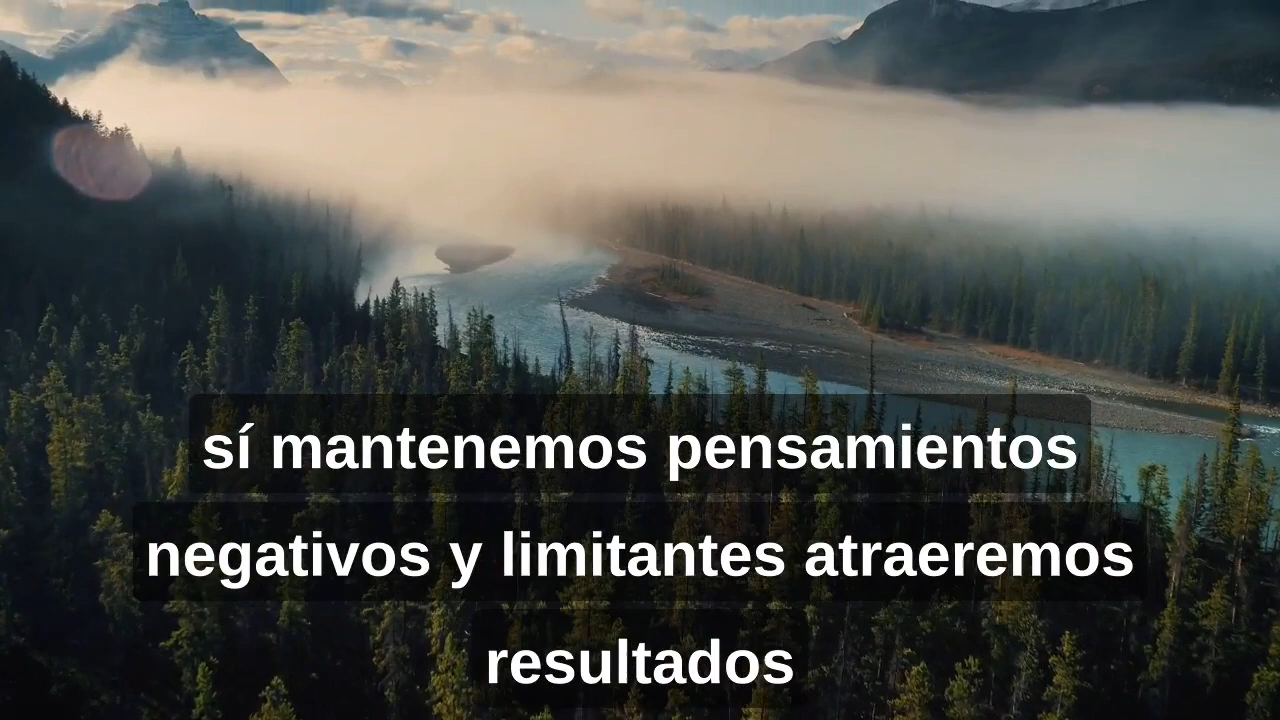 sí mantenemos pensamientos
negativos y limitantes atraeremos
resultados